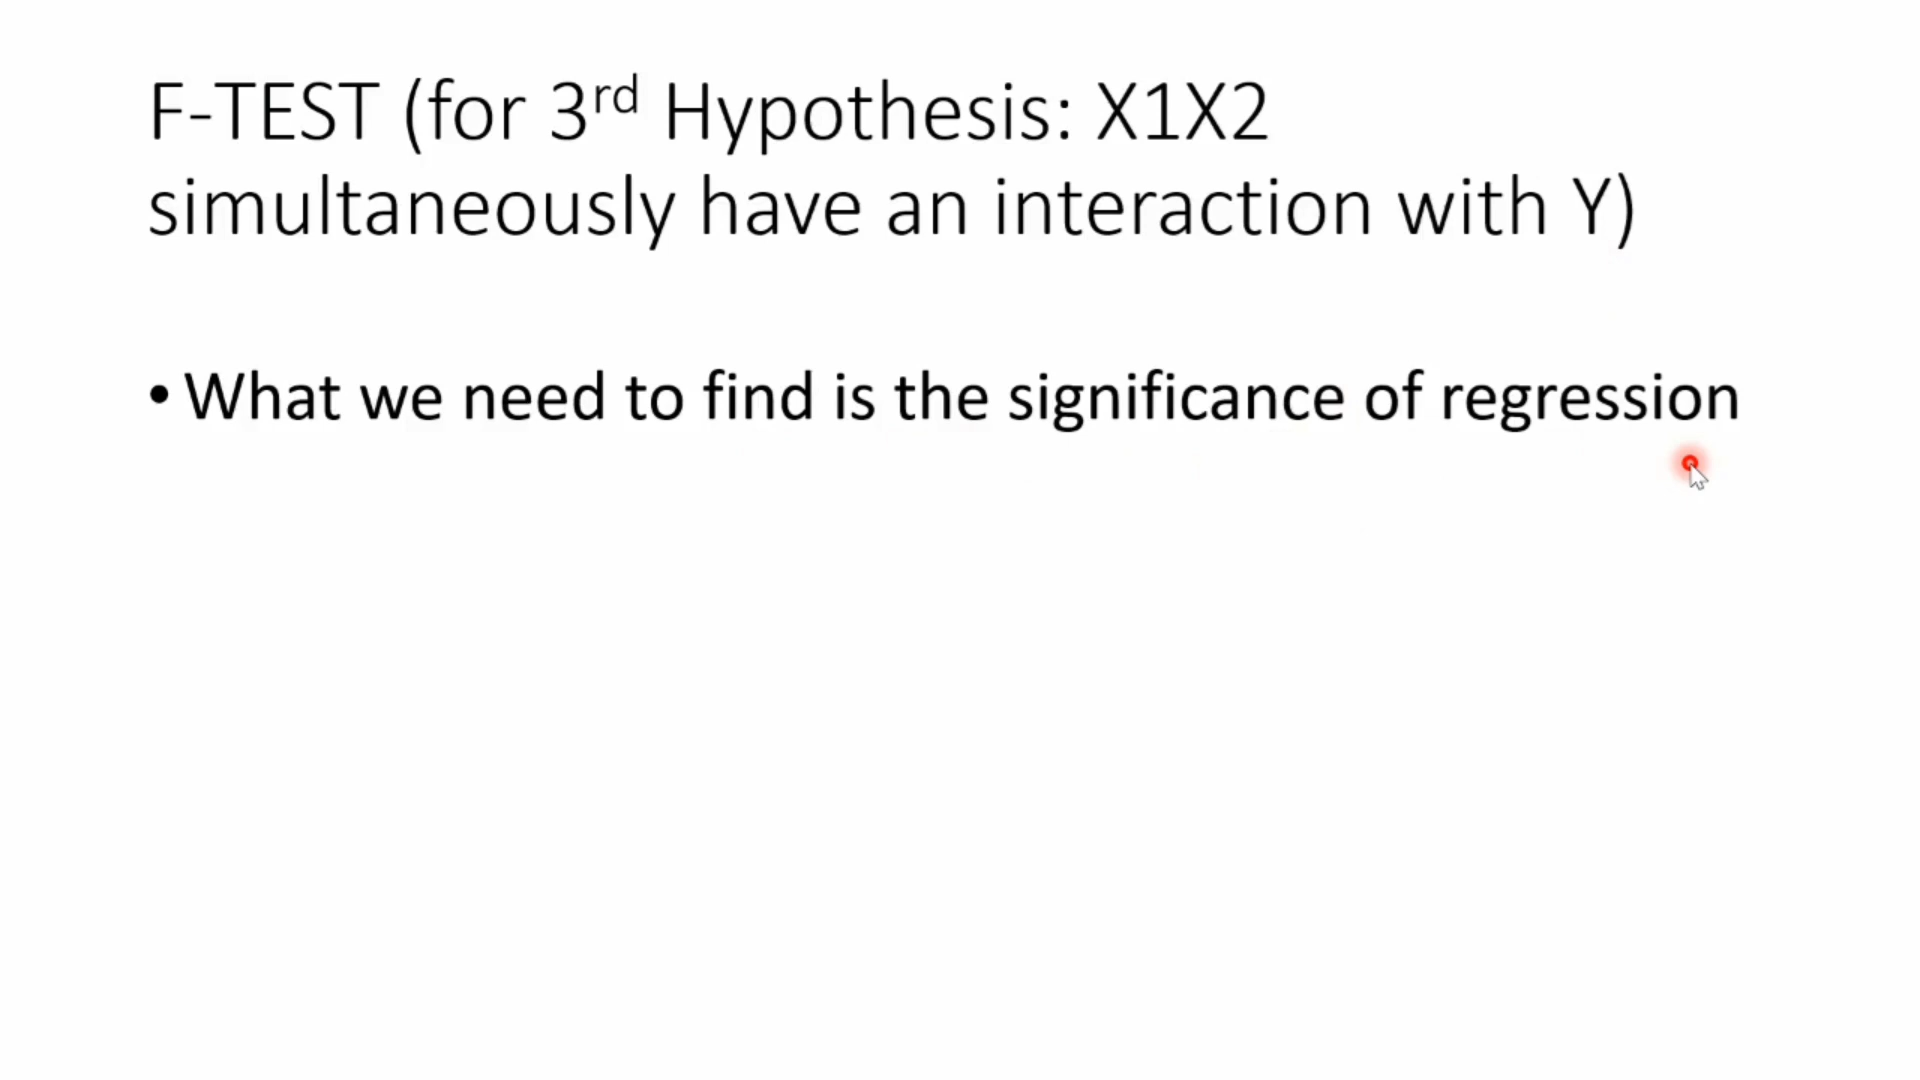 F-TEST (for 3rd Hypothesis: X1X2
simultaneously have an interaction with Y)
• What we need to find is the significance of regression